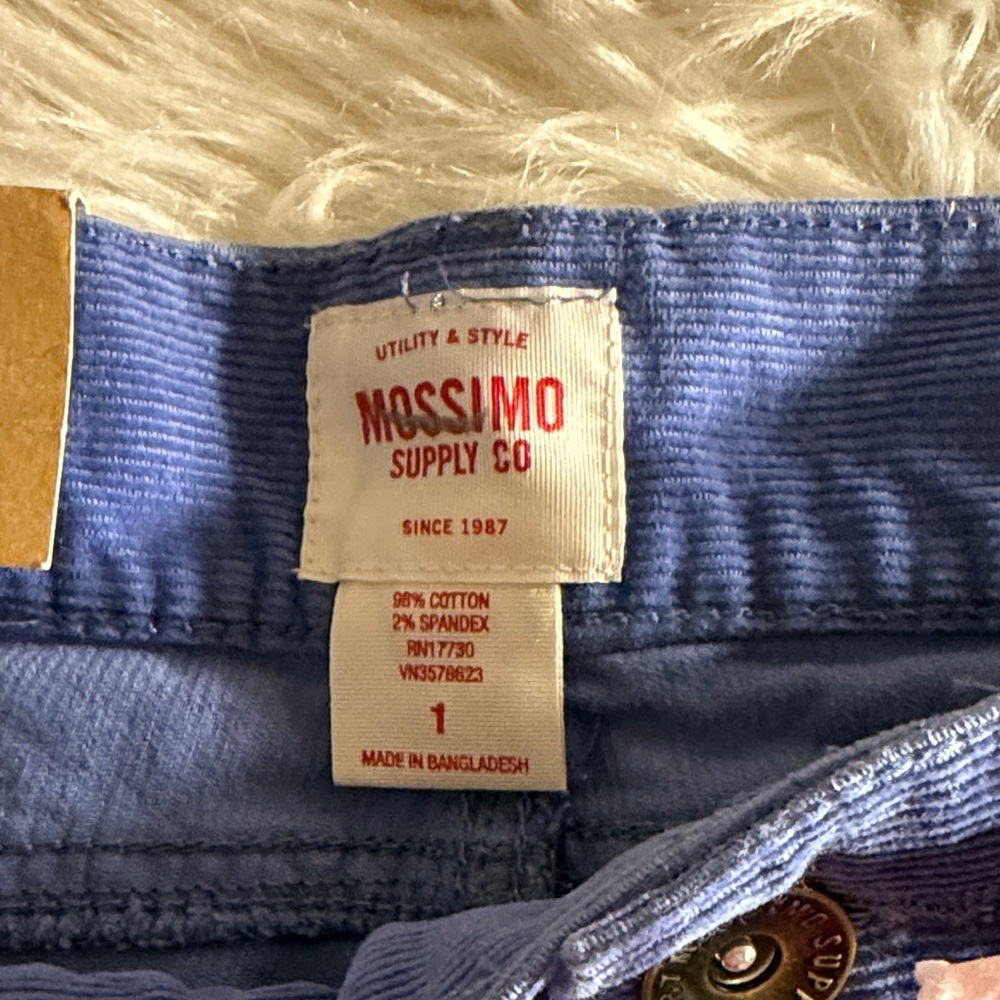 UTILITY & STYLE
MOSSIMO
SUPPLY CO
SINCE 1987
98% COTTON
2% SPANDEX
RN17730
VN3578623
1
MADE IN BANGLADESH